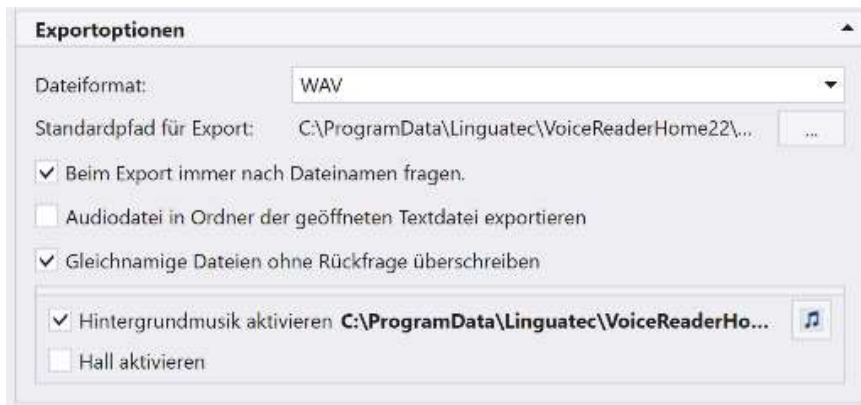 Exportoptionen
Dateiformat: WAV
Standardpfad für Export: C:\ProgramData\Linguatec\VoiceReaderHome22\... ...
Beim Export immer nach Dateinamen fragen.
Audiodatei in Ordner der geöffneten Textdatei exportieren
Gleichnamige Dateien ohne Rückfrage überschreiben
Hintergrundmusik aktivieren C:\ProgramData\Linguatec\VoiceReaderHo...
Hall aktivieren